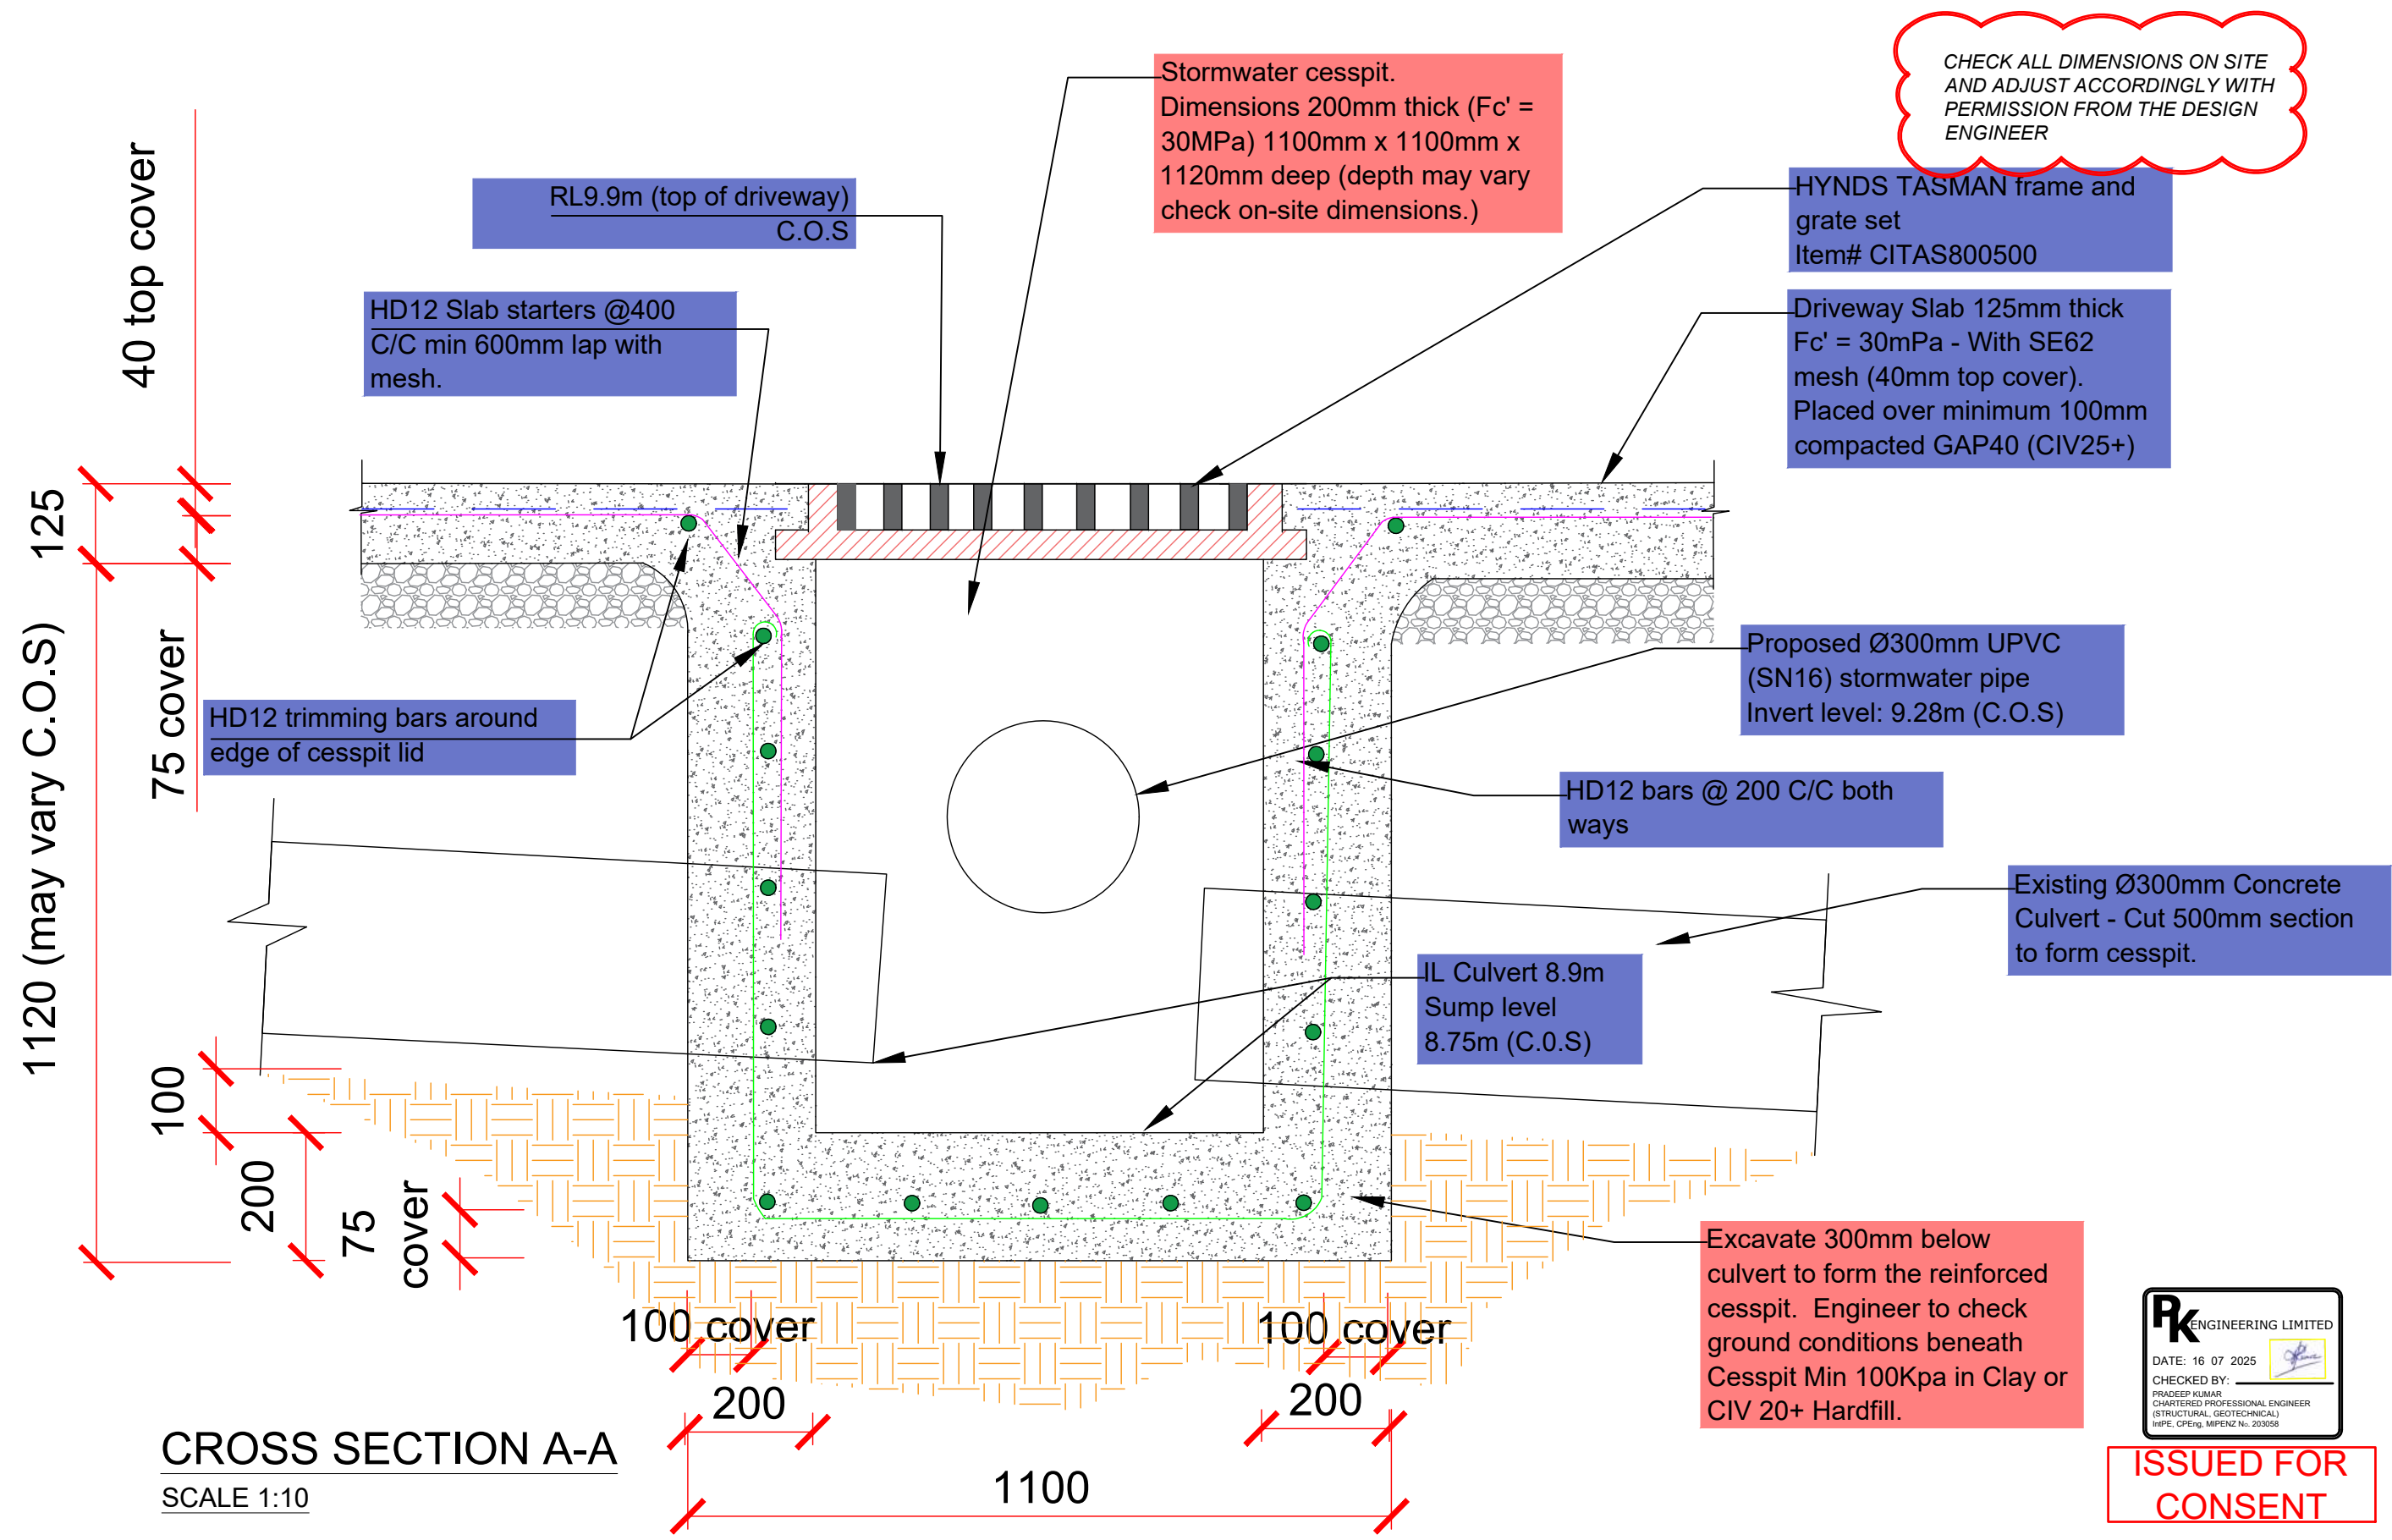 CHECK ALL DIMENSIONS ON SITE
AND ADJUST ACCORDINGLY WITH
PERMISSION FROM THE DESIGN
ENGINEER
Stormwater cesspit.
Dimensions 200mm thick (Fc' =
30MPa) 1100mm x 1100mm x
1120mm deep (depth may vary
check on-site dimensions.)
HYNDS TASMAN frame and
grate set
Item# CITAS800500
RL9.9m (top of driveway)
C.O.S
HD12 Slab starters @400
C/C min 600mm lap with
mesh.
Driveway Slab 125mm thick
Fc' = 30mPa - With SE62
mesh (40mm top cover).
Placed over minimum 100mm
compacted GAP40 (CIV25+)
40 top cover
125
1120 (may vary C.O.S)
75 cover
HD12 trimming bars around
edge of cesspit lid
Proposed Ø300mm UPVC
(SN16) stormwater pipe
Invert level: 9.28m (C.O.S)
HD12 bars @ 200 C/C both
ways
Existing Ø300mm Concrete
Culvert - Cut 500mm section
to form cesspit.
IL Culvert 8.9m
Sump level
8.75m (C.0.S)
100
200
75
cover
Excavate 300mm below
culvert to form the reinforced
cesspit. Engineer to check
ground conditions beneath
Cesspit Min 100Kpa in Clay or
CIV 20+ Hardfill.
100 cover
100 cover
200
200
1100
CROSS SECTION A-A
SCALE 1:10
PK ENGINEERING LIMITED
DATE: 16 07 2025
CHECKED BY:
PRADEEP KUMAR
CHARTERED PROFESSIONAL ENGINEER
(STRUCTURAL, GEOTECHNICAL)
IntPE, CPEng, MIPENZ No. 203058
ISSUED FOR
CONSENT